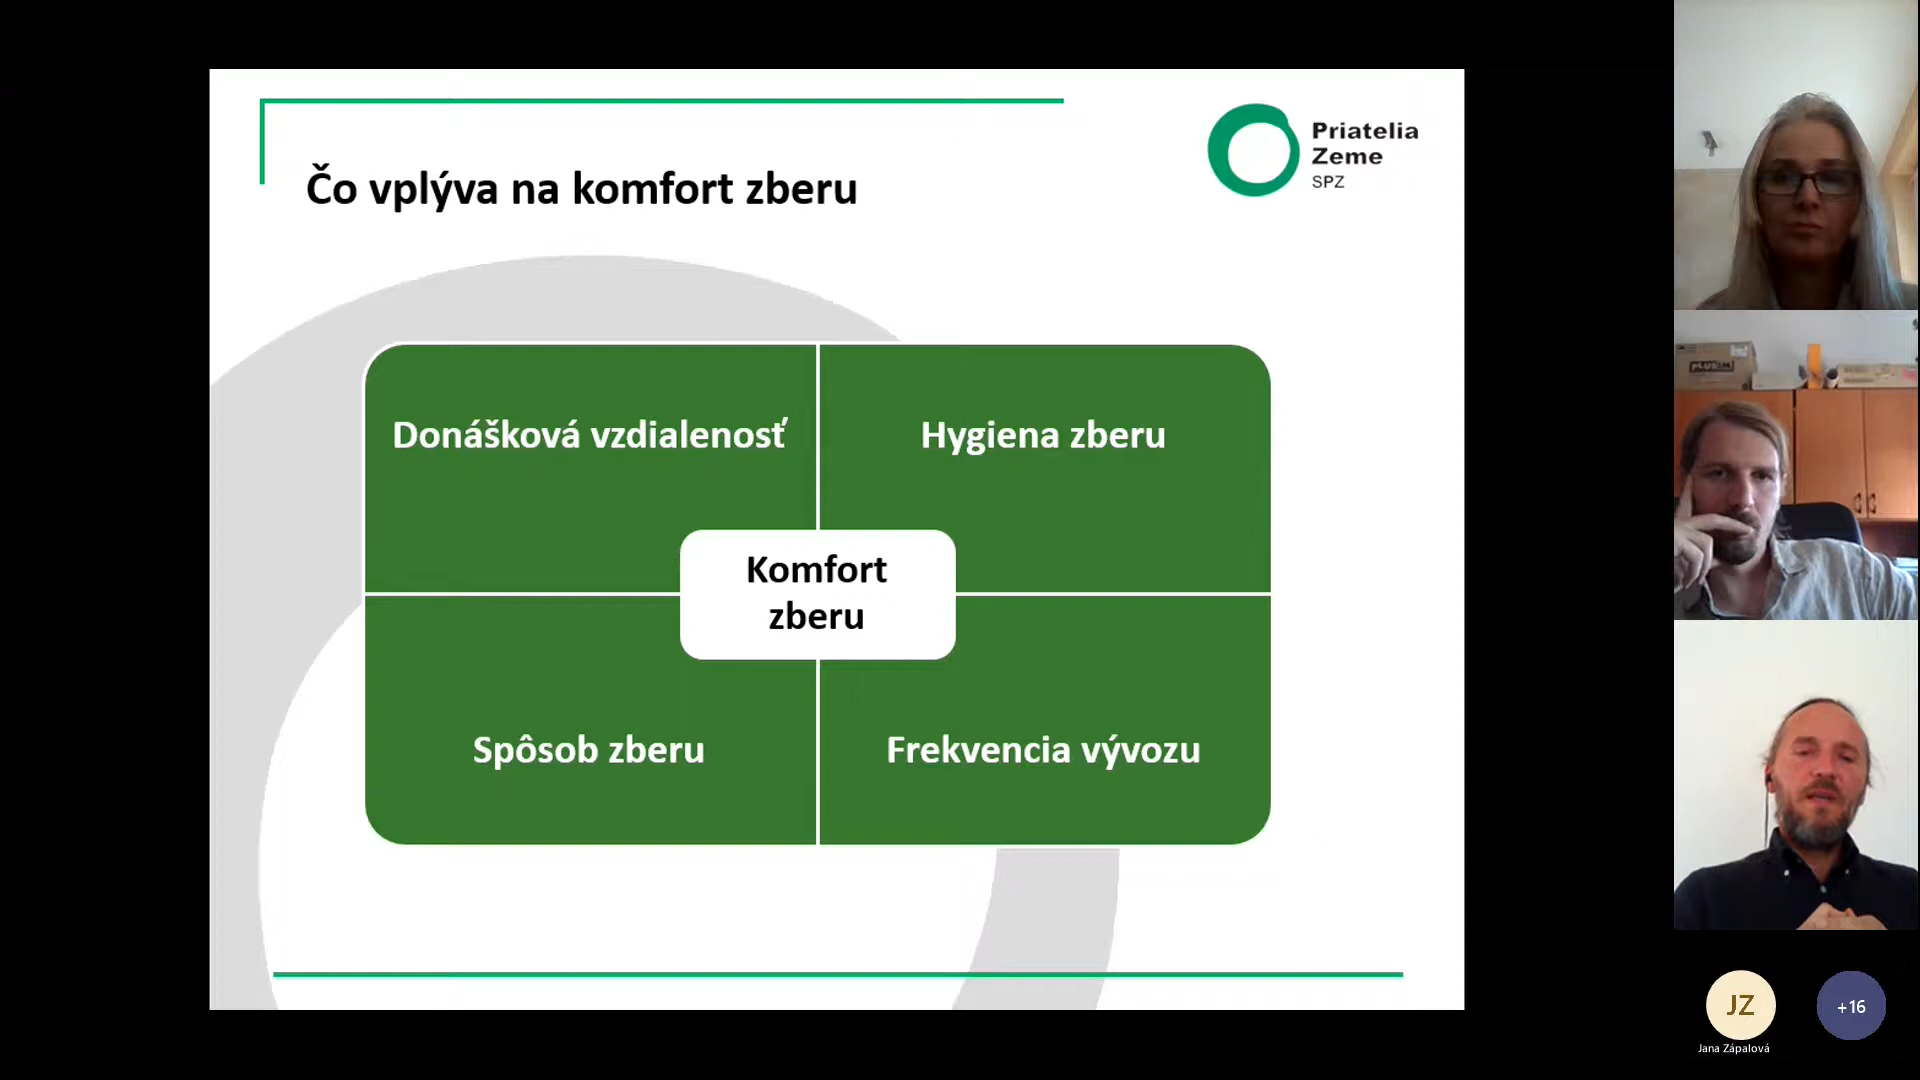 Čo vplýva na komfort zberu
Priatelia
Zeme
SPZ
Donášková vzdialenosť
Hygiena zberu
Komfort
zberu
Spôsob zberu
Frekvencia vývozu
JZ
+16
Jana Zápalová